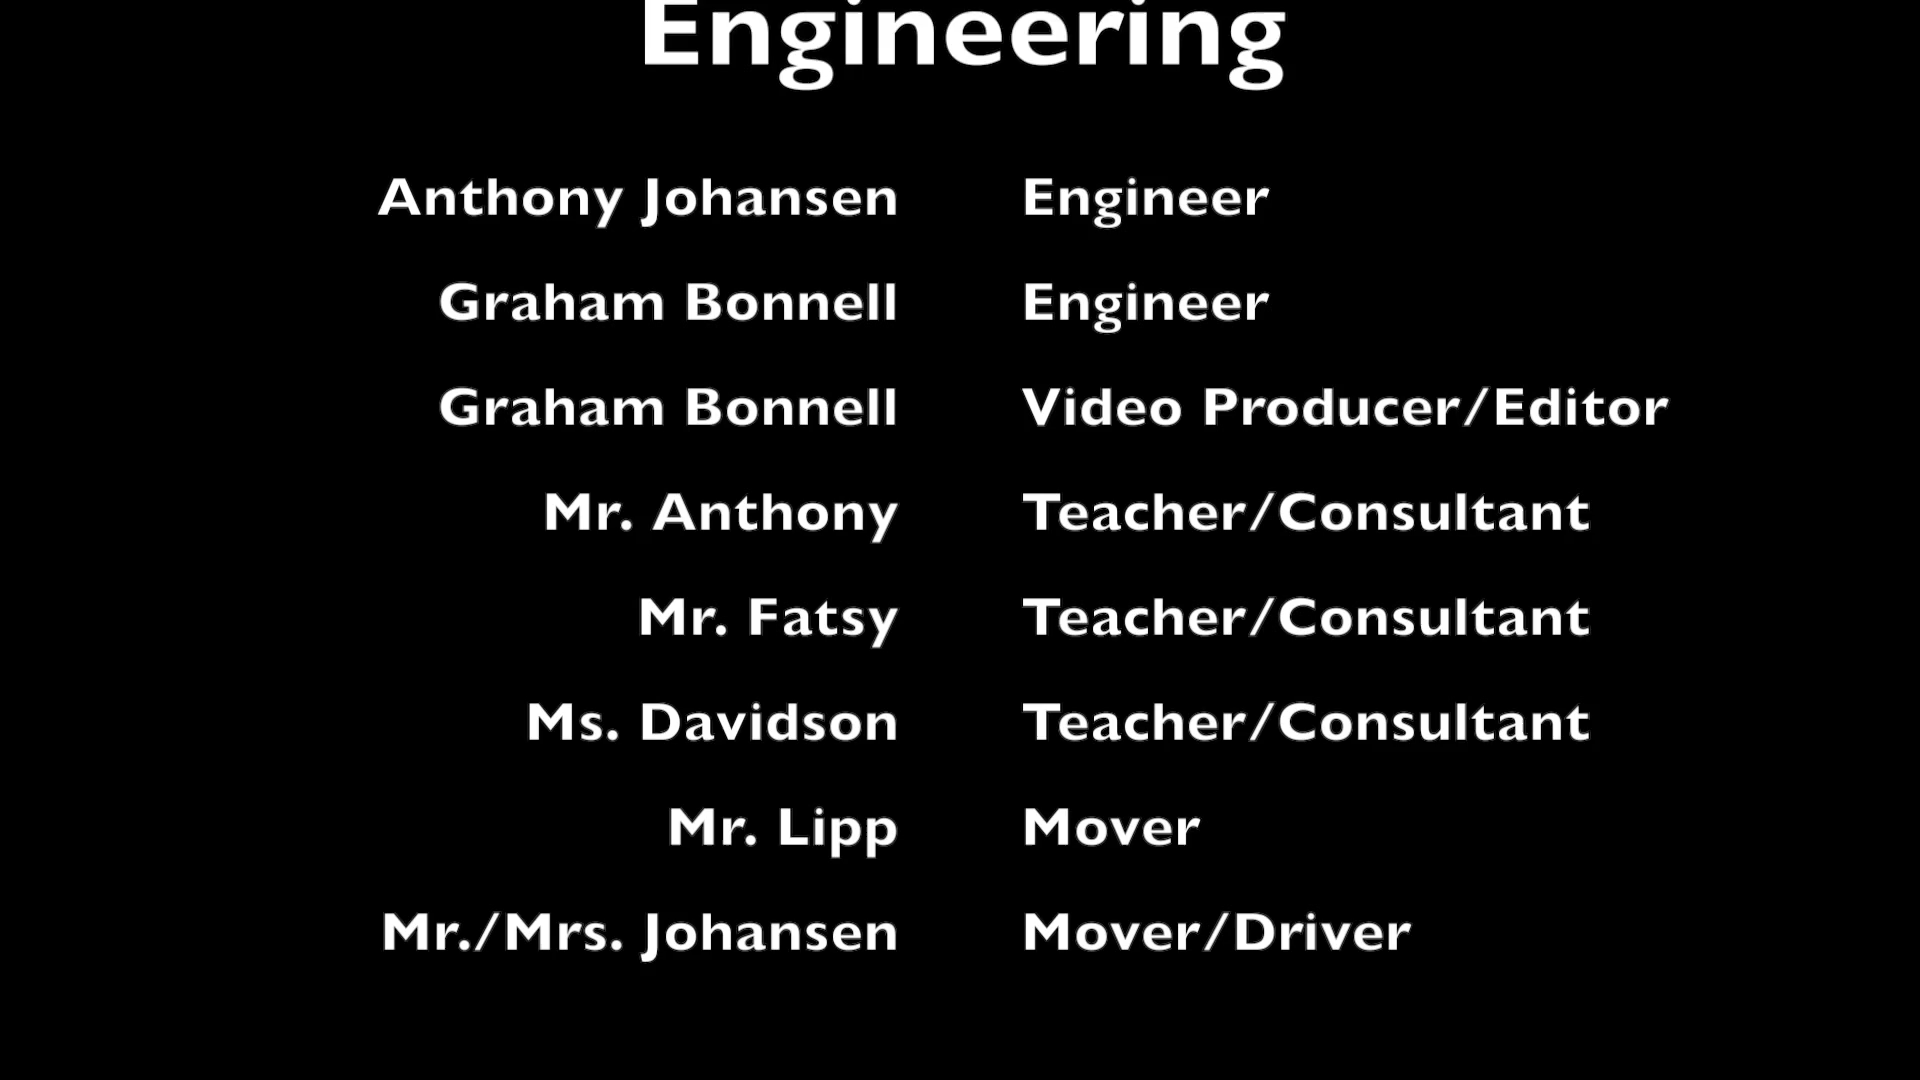 Engineering
Anthony Johansen Engineer
Graham Bonnell Engineer
Graham Bonnell Video Producer/Editor
Mr. Anthony Teacher/Consultant
Mr. Fatsy Teacher/Consultant
Ms. Davidson Teacher/Consultant
Mr. Lipp Mover
Mr./Mrs. Johansen Mover/Driver